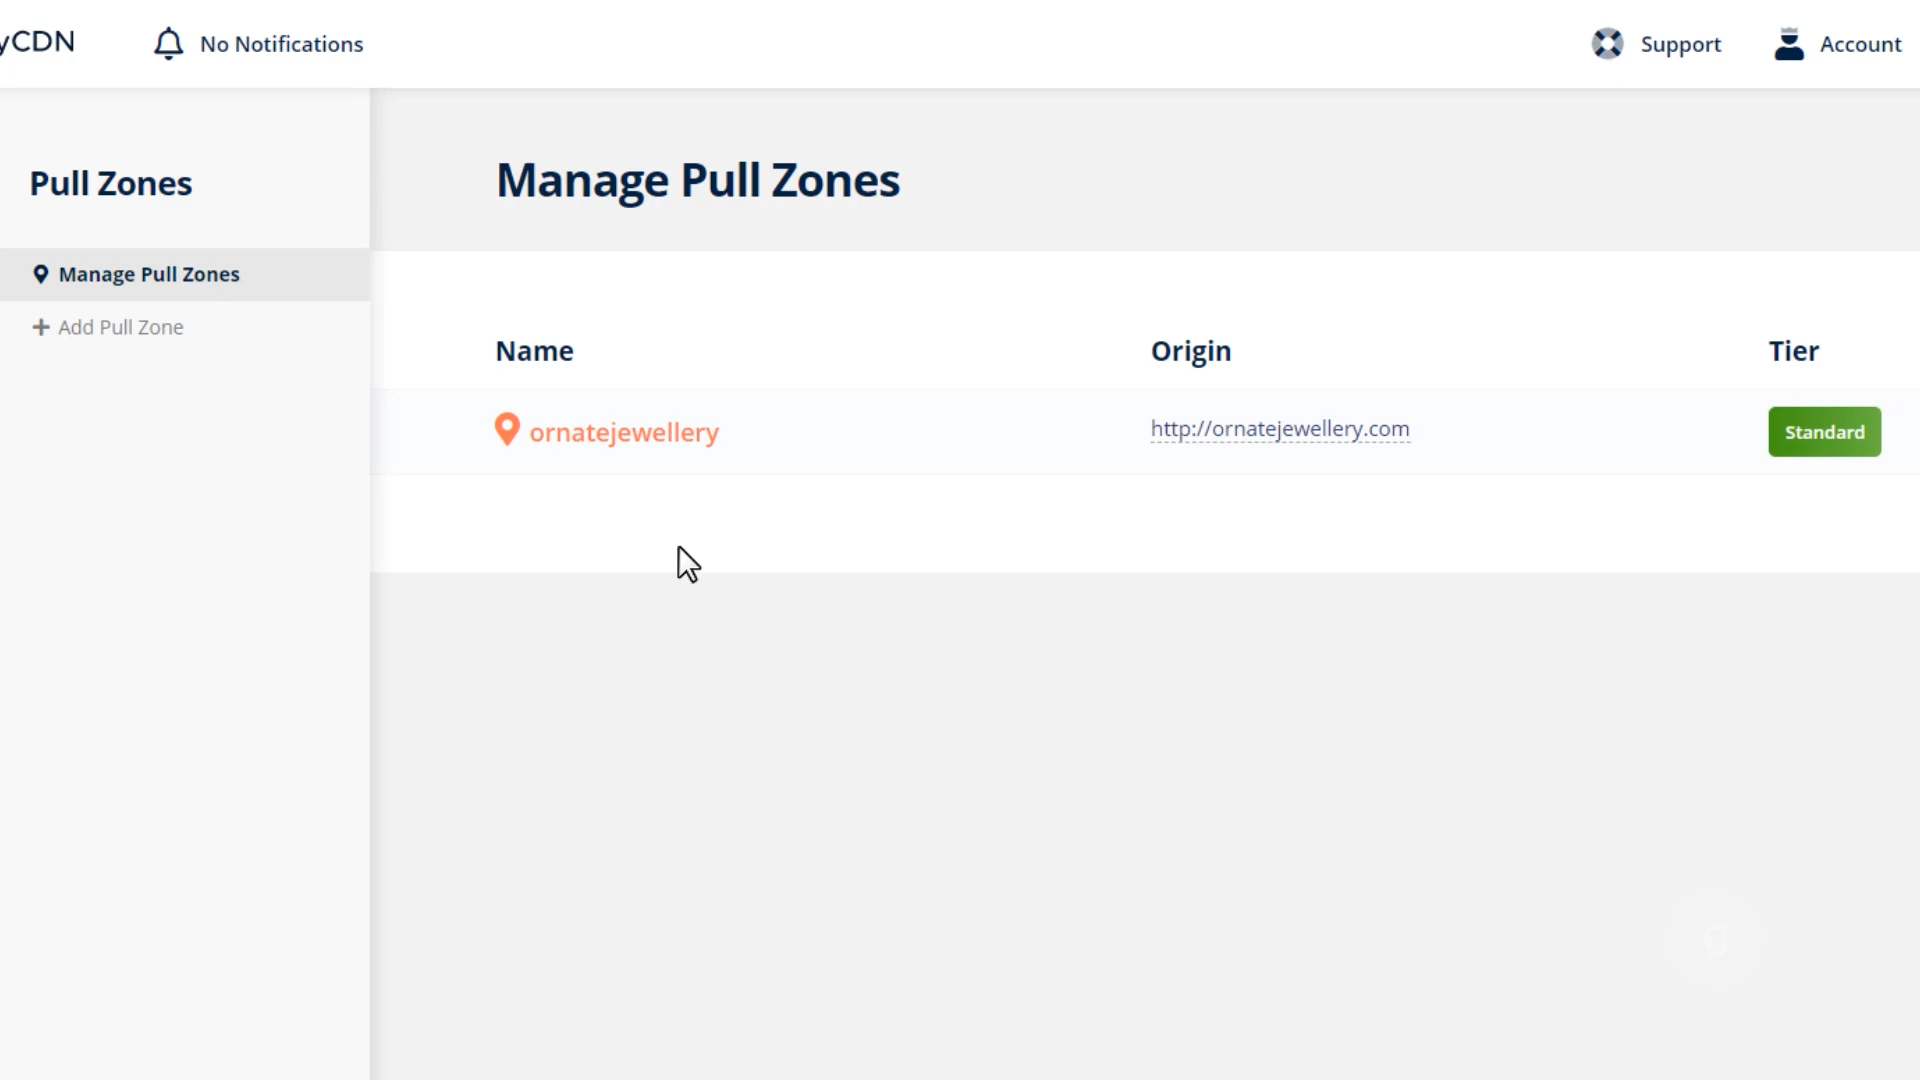 yCDN
No Notifications
Support
Account
Pull Zones
Manage Pull Zones
Manage Pull Zones
Add Pull Zone
Name
Origin
Tier
ornatejewellery
http://ornatejewellery.com
Standard
g